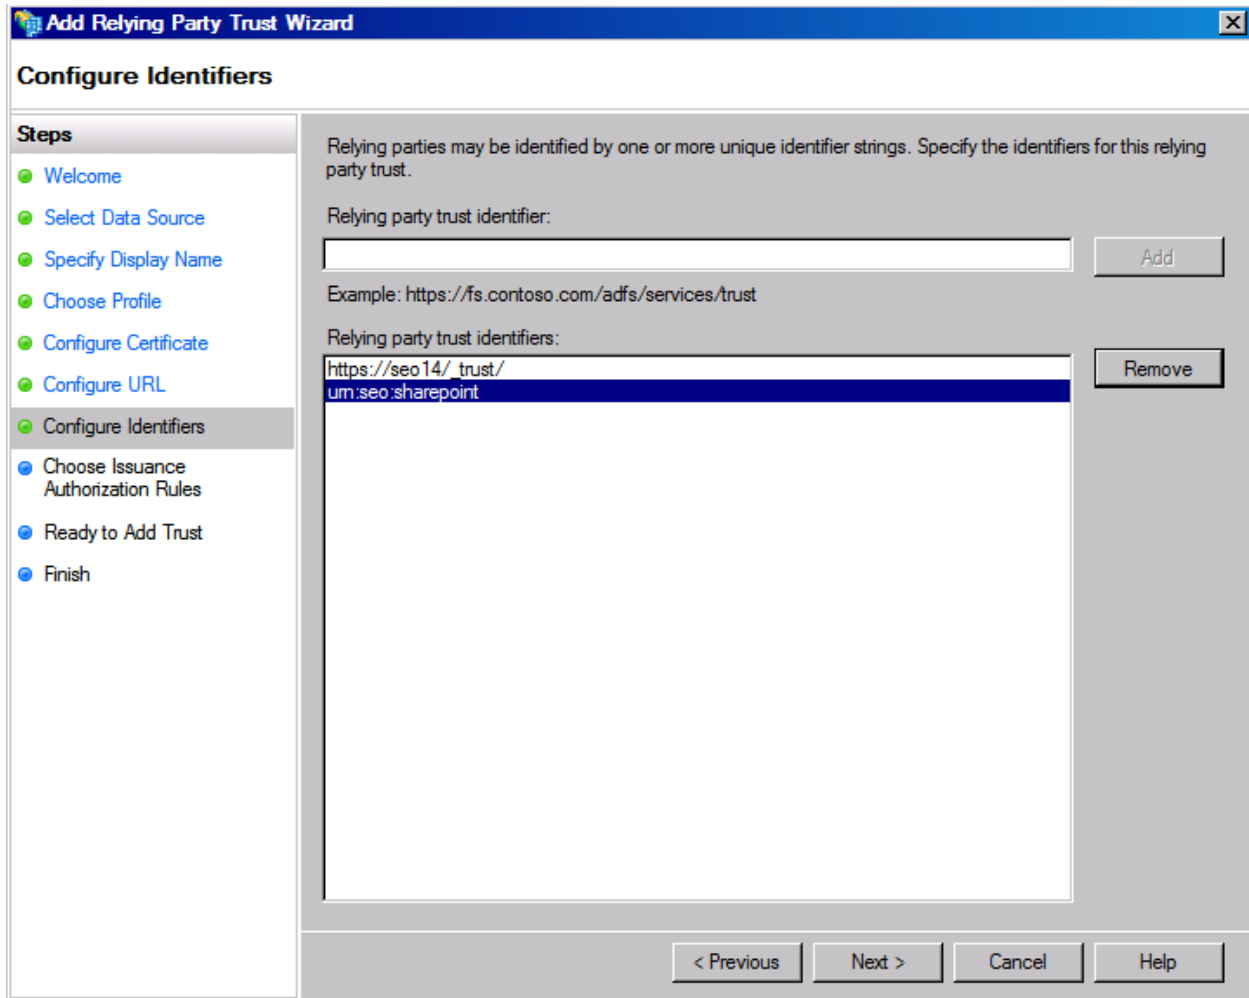 Add Relying Party Trust Wizard
Configure Identifiers
Steps
Welcome
Select Data Source
Specify Display Name
Choose Profile
Configure Certificate
Configure URL
Configure Identifiers
Choose Issuance
Authorization Rules
Ready to Add Trust
Finish
Relying parties may be identified by one or more unique identifier strings. Specify the identifiers for this relying
party trust.
Relying party trust identifier:
Add
Example: https://fs.contoso.com/adfs/services/trust
Relying party trust identifiers:
https://seo14/_trust/
urn:seo:sharepoint
Remove
< Previous
Next >
Cancel
Help